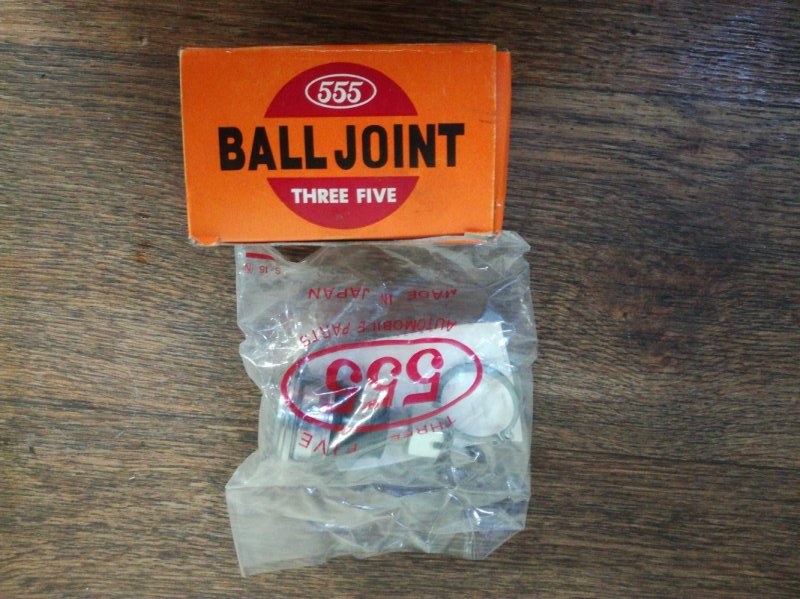 555
BALL JOINT
THREE FIVE
MADE IN JAPAN
AUTOMOBILE PARTS
555
THREE FIVE